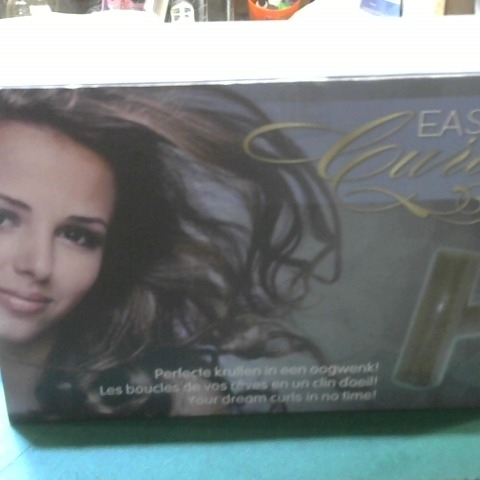 EAS
Perfecte krullen in een oogwenk!
Les boucles de vos rêves en un clin d'oeil!
Your dream curls in no time!